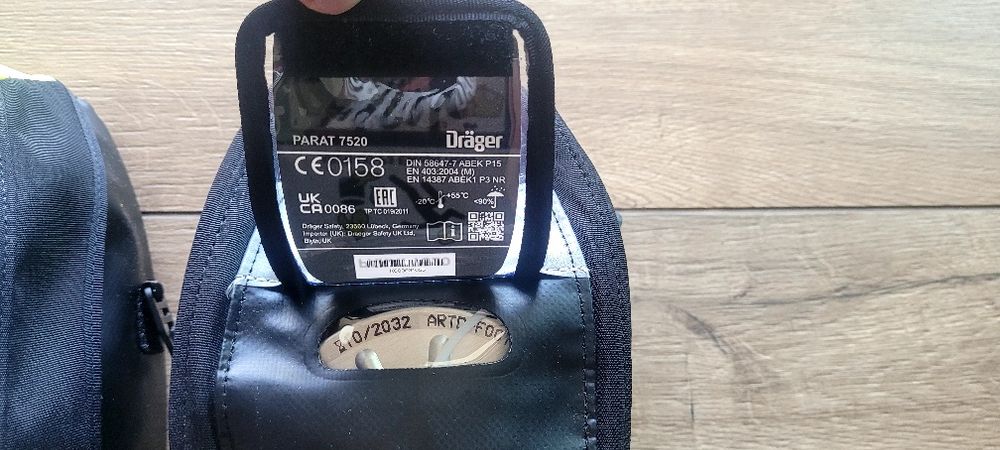 PARAT 7520
Dräger
CE 0158
DIN 58647-7 ABEK P15
EN 403:2004 (M)
EN 14387 ABEK1 P3 NR
UK
CA 0086
EAC
TP TC 019/2011
-20°C
+55°C
<90%
Dräger Safety, 23560 Lübeck, Germany
Importer (UK): Draeger Safety UK Ltd,
Blyth, UK
i
10/2032 ART